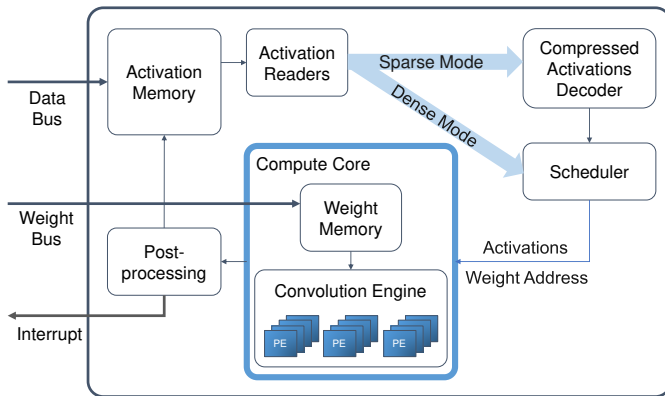 Activation
Memory
Activation
Readers
Sparse Mode
Dense Mode
Compressed
Activations
Decoder
Data
Bus
Scheduler
Compute Core
Weight
Memory
Weight
Bus
Post-
processing
Activations
Weight Address
Convolution Engine
PE
PE
PE
Interrupt